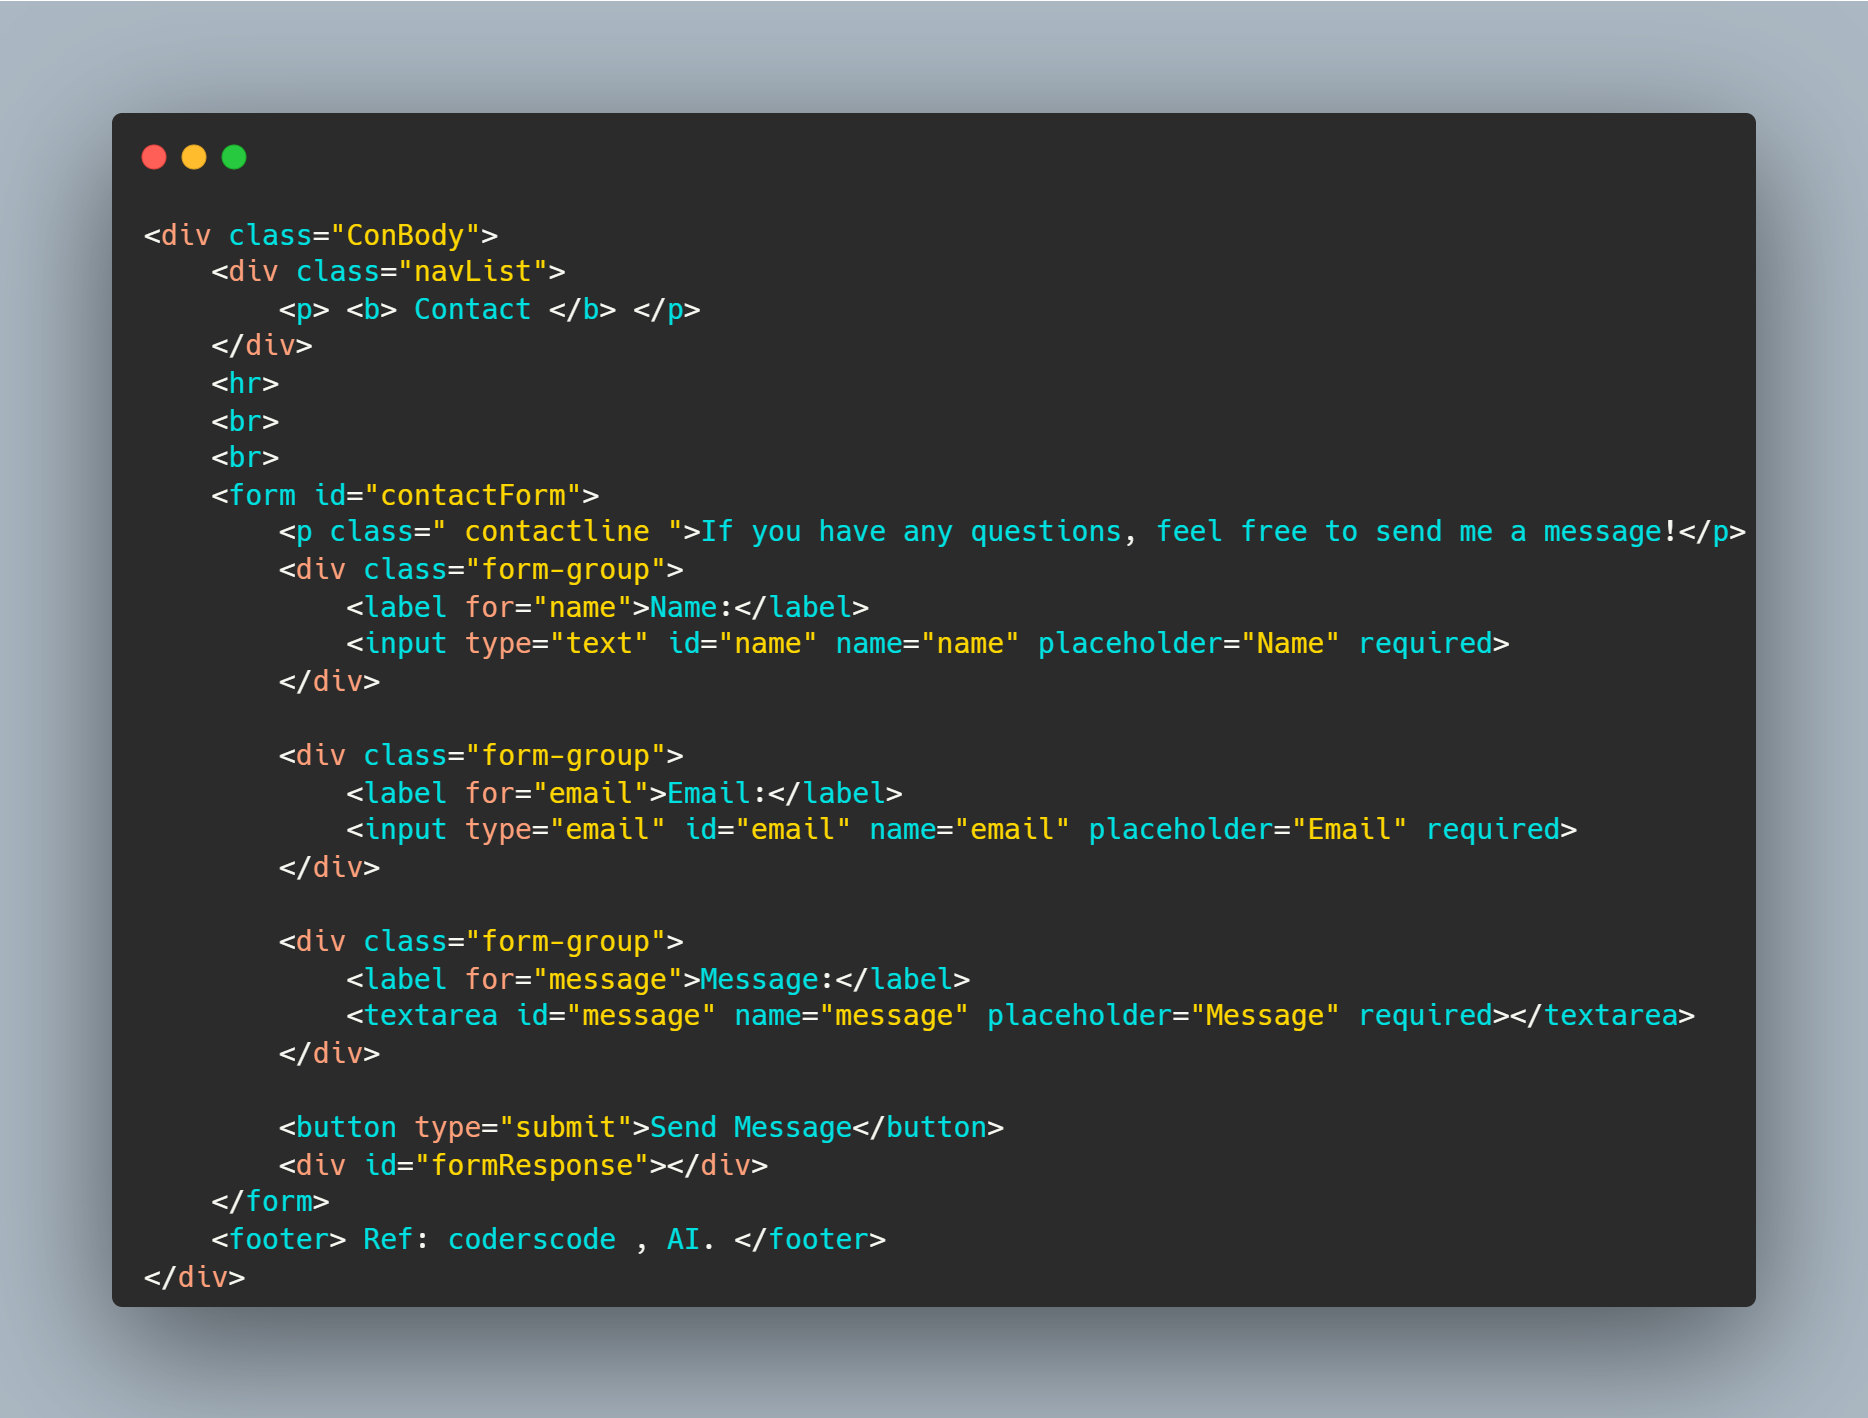 <div class="ConBody">
    <div class="navList">
        <p> <b> Contact </b> </p>
    </div>
    <hr>
    <br>
    <br>
    <form id="contactForm">
        <p class=" contactline ">If you have any questions, feel free to send me a message!</p>
        <div class="form-group">
            <label for="name">Name:</label>
            <input type="text" id="name" name="name" placeholder="Name" required>
        </div>

        <div class="form-group">
            <label for="email">Email:</label>
            <input type="email" id="email" name="email" placeholder="Email" required>
        </div>

        <div class="form-group">
            <label for="message">Message:</label>
            <textarea id="message" name="message" placeholder="Message" required></textarea>
        </div>

        <button type="submit">Send Message</button>
        <div id="formResponse"></div>
    </form>
    <footer> Ref: coderscode , AI. </footer>
</div>